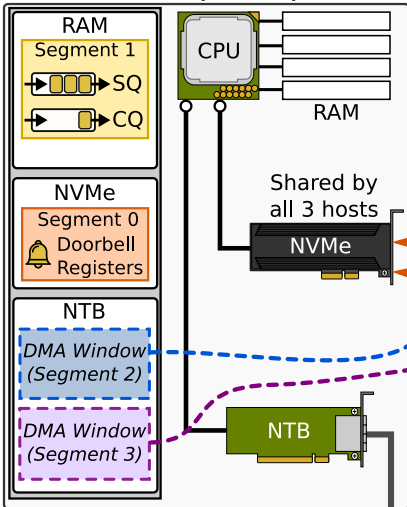 RAM
Segment 1
SQ
CQ
NVMe
Segment 0
Doorbell
Registers
NTB
DMA Window
(Segment 2)
DMA Window
(Segment 3)
CPU
RAM
Shared by
all 3 hosts
NVMe
NTB